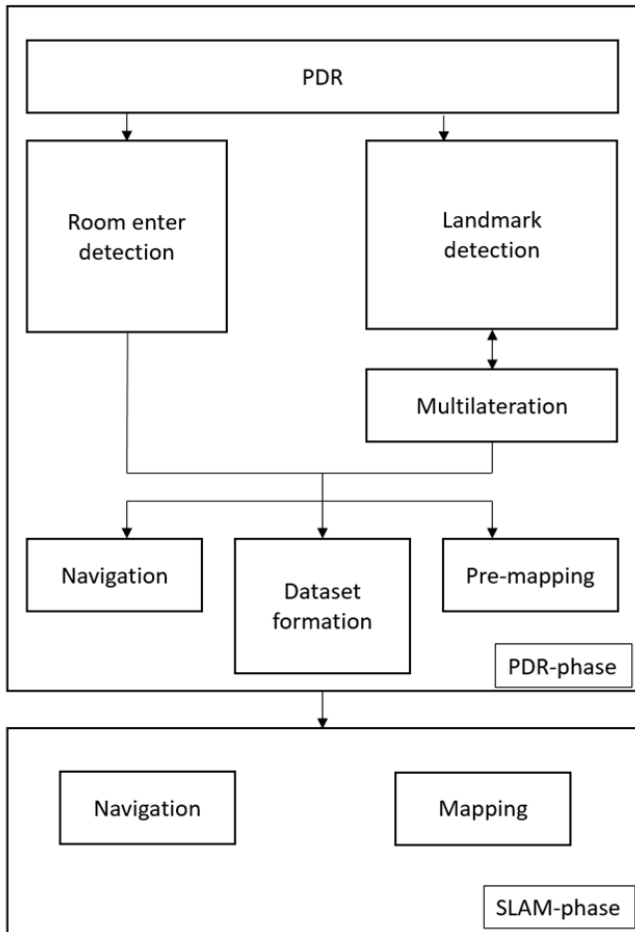 PDR
Room enter
detection
Landmark
detection
Multilateration
Navigation
Dataset
formation
Pre-mapping
PDR-phase
Navigation
Mapping
SLAM-phase